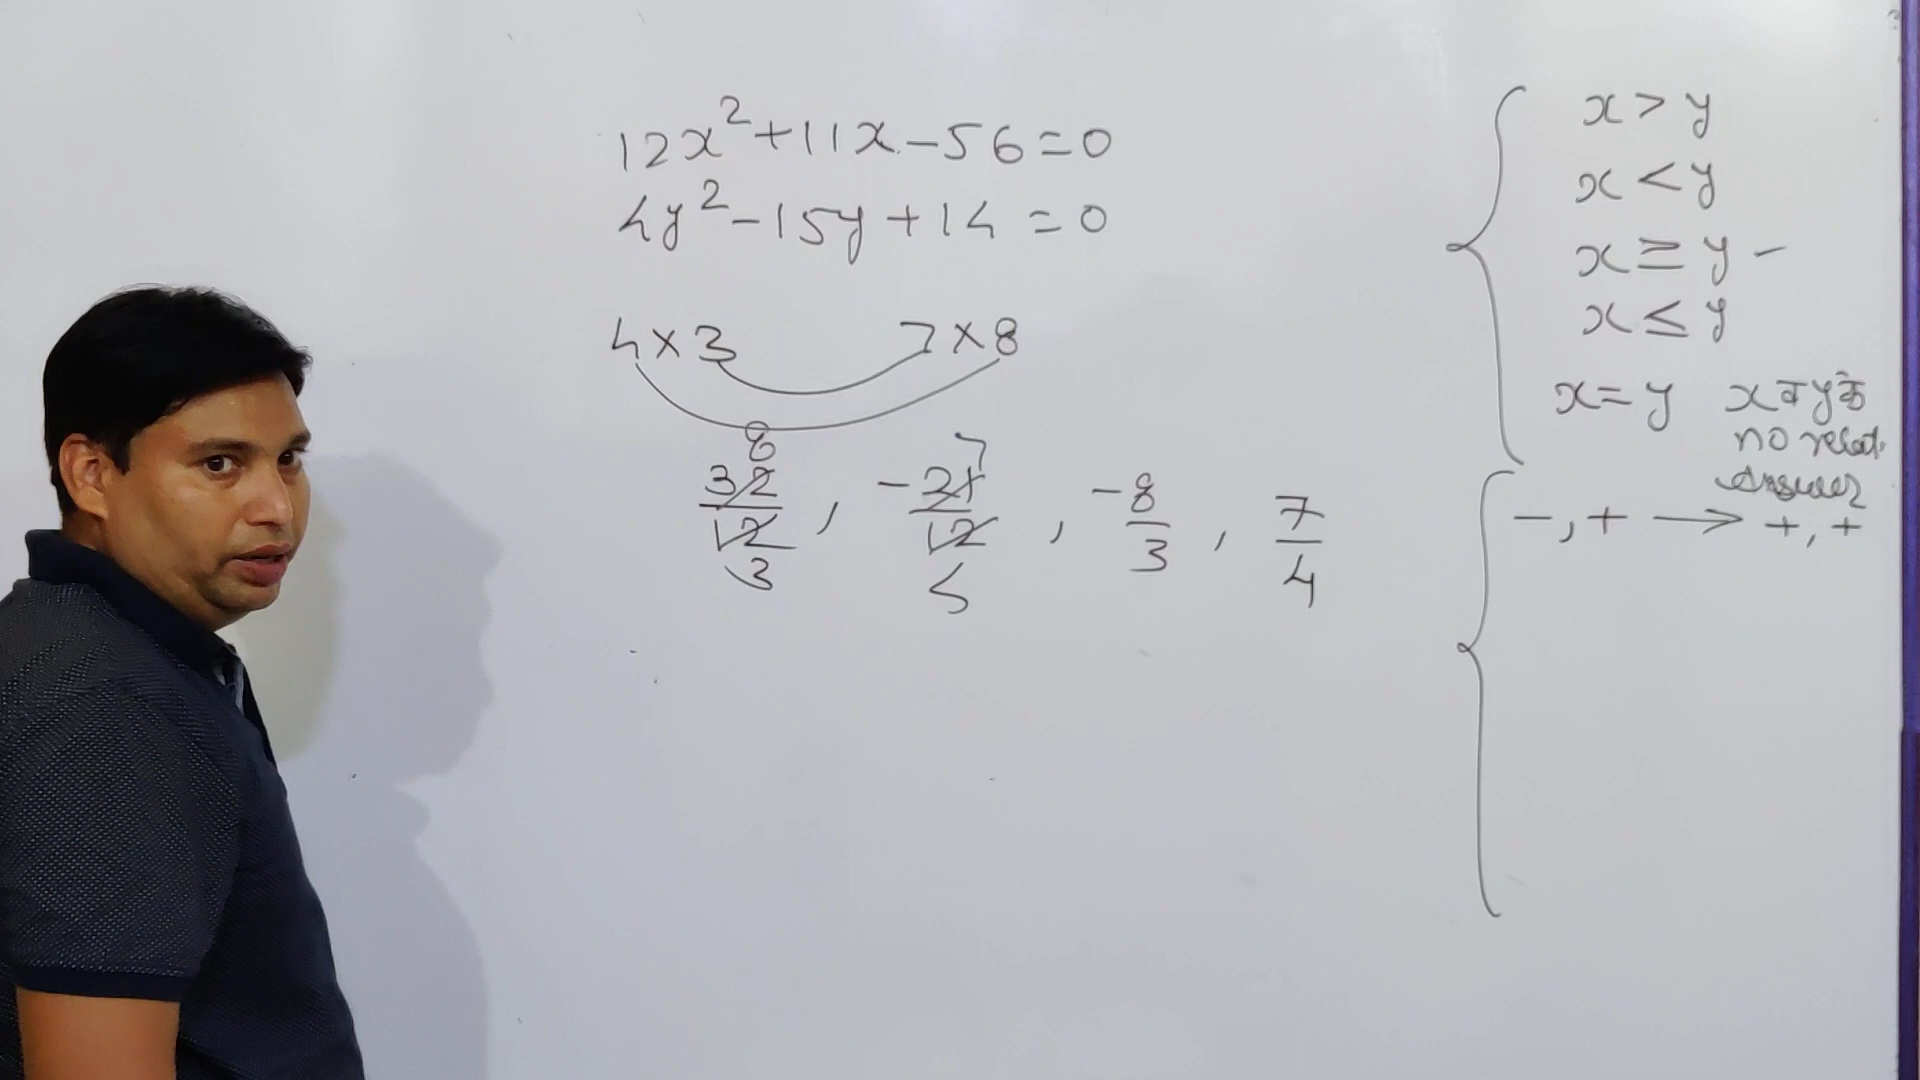 12x²+11x-56=0
4y²-15y+14=0
4×3 7×8
8 7
32/12, -21/12, -8/3, 7/4
3 4
x>y
x<y
x≥y-
x≤y
x=y x व y के
no relat.
Answer
-,+ → +,+